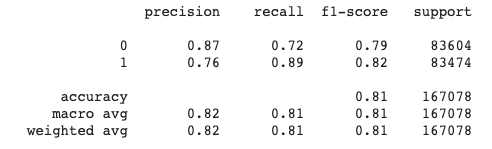 precision recall f1-score support
0 0.87 0.72 0.79 83604
1 0.76 0.89 0.82 83474
accuracy 0.81 167078
macro avg 0.82 0.81 0.81 167078
weighted avg 0.82 0.81 0.81 167078